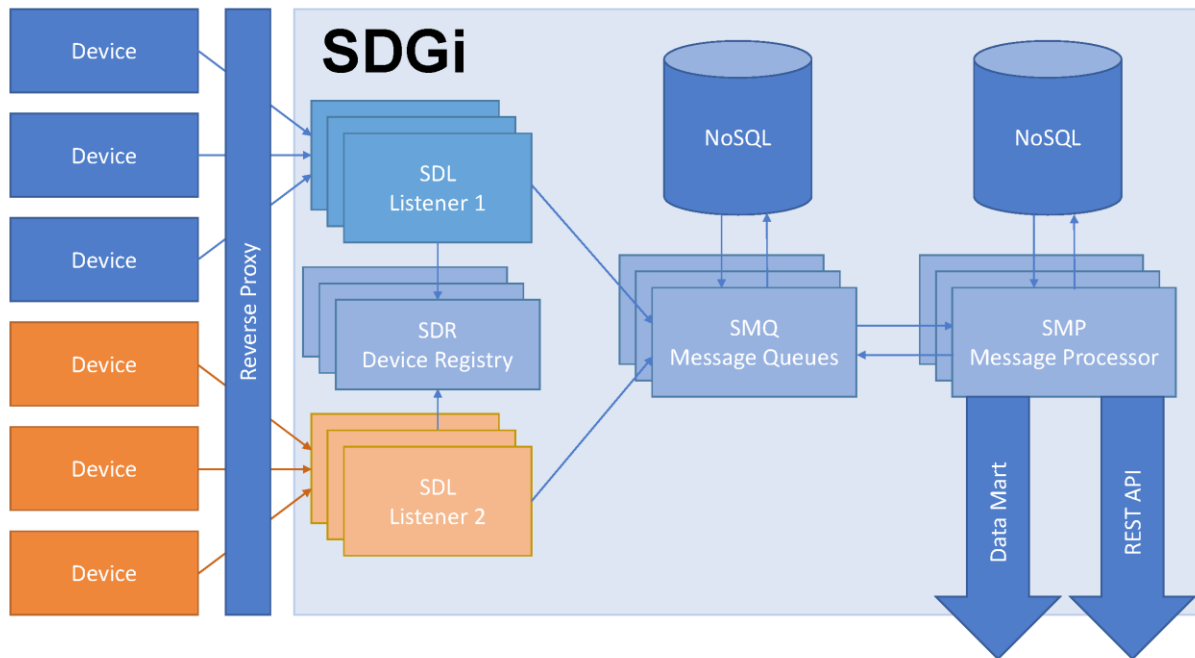 Device
Device
Device
Device
Device
Device
Reverse Proxy
SDGi
SDL
Listener 1
SDR
Device Registry
SDL
Listener 2
NoSQL
NoSQL
SMQ
Message Queues
SMP
Message Processor
Data Mart
REST API